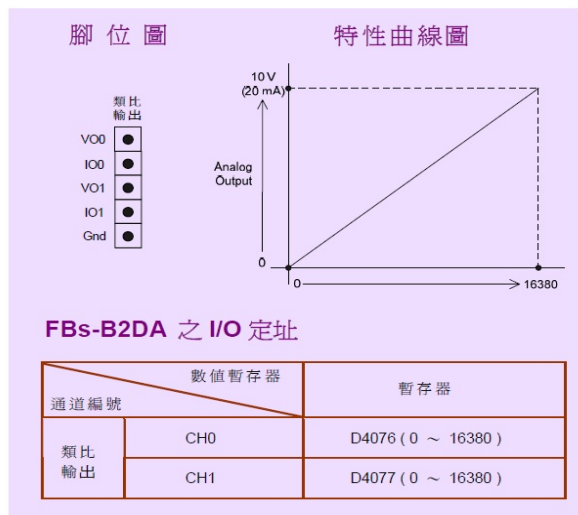 腳 位 圖
特性曲線圖
類比
輸出
VO0
IO0
VO1
IO1
Gnd
10 V
(20 mA)
Analog
Output
0
0
16380
FBs-B2DA 之 I/O 定址
數值暫存器
通道編號
暫存器
類比
輸出
CH0
D4076 ( 0 ～ 16380 )
CH1
D4077 ( 0 ～ 16380 )